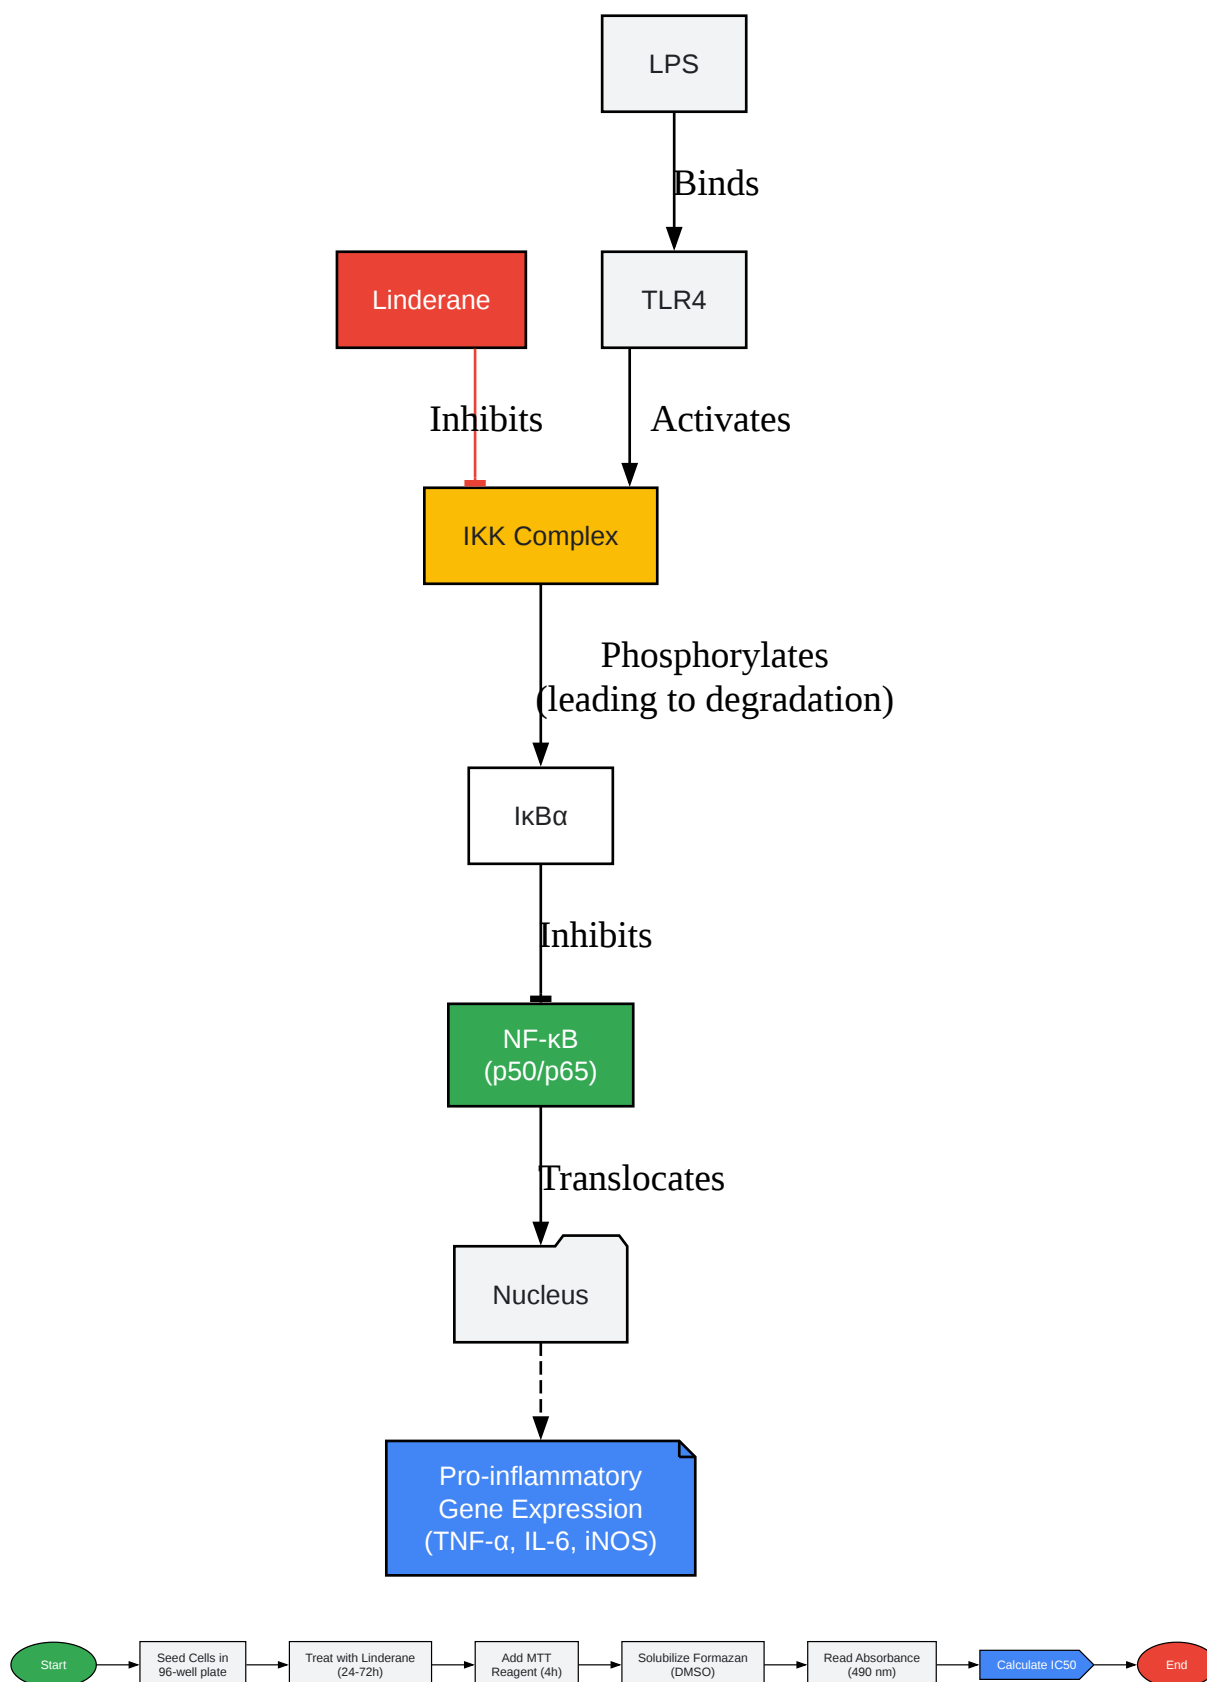 LPS
Binds
Linderane
TLR4
Inhibits
Activates
IKK Complex
Phosphorylates
(leading to degradation)
IκBα
Inhibits
NF-κB
(p50/p65)
Translocates
Nucleus
Pro-inflammatory
Gene Expression
(TNF-α, IL-6, iNOS)
Start
Seed Cells in
96-well plate
Treat with Linderane
(24-72h)
Add MTT
Reagent (4h)
Solubilize Formazan
(DMSO)
Read Absorbance
(490 nm)
Calculate IC50
End